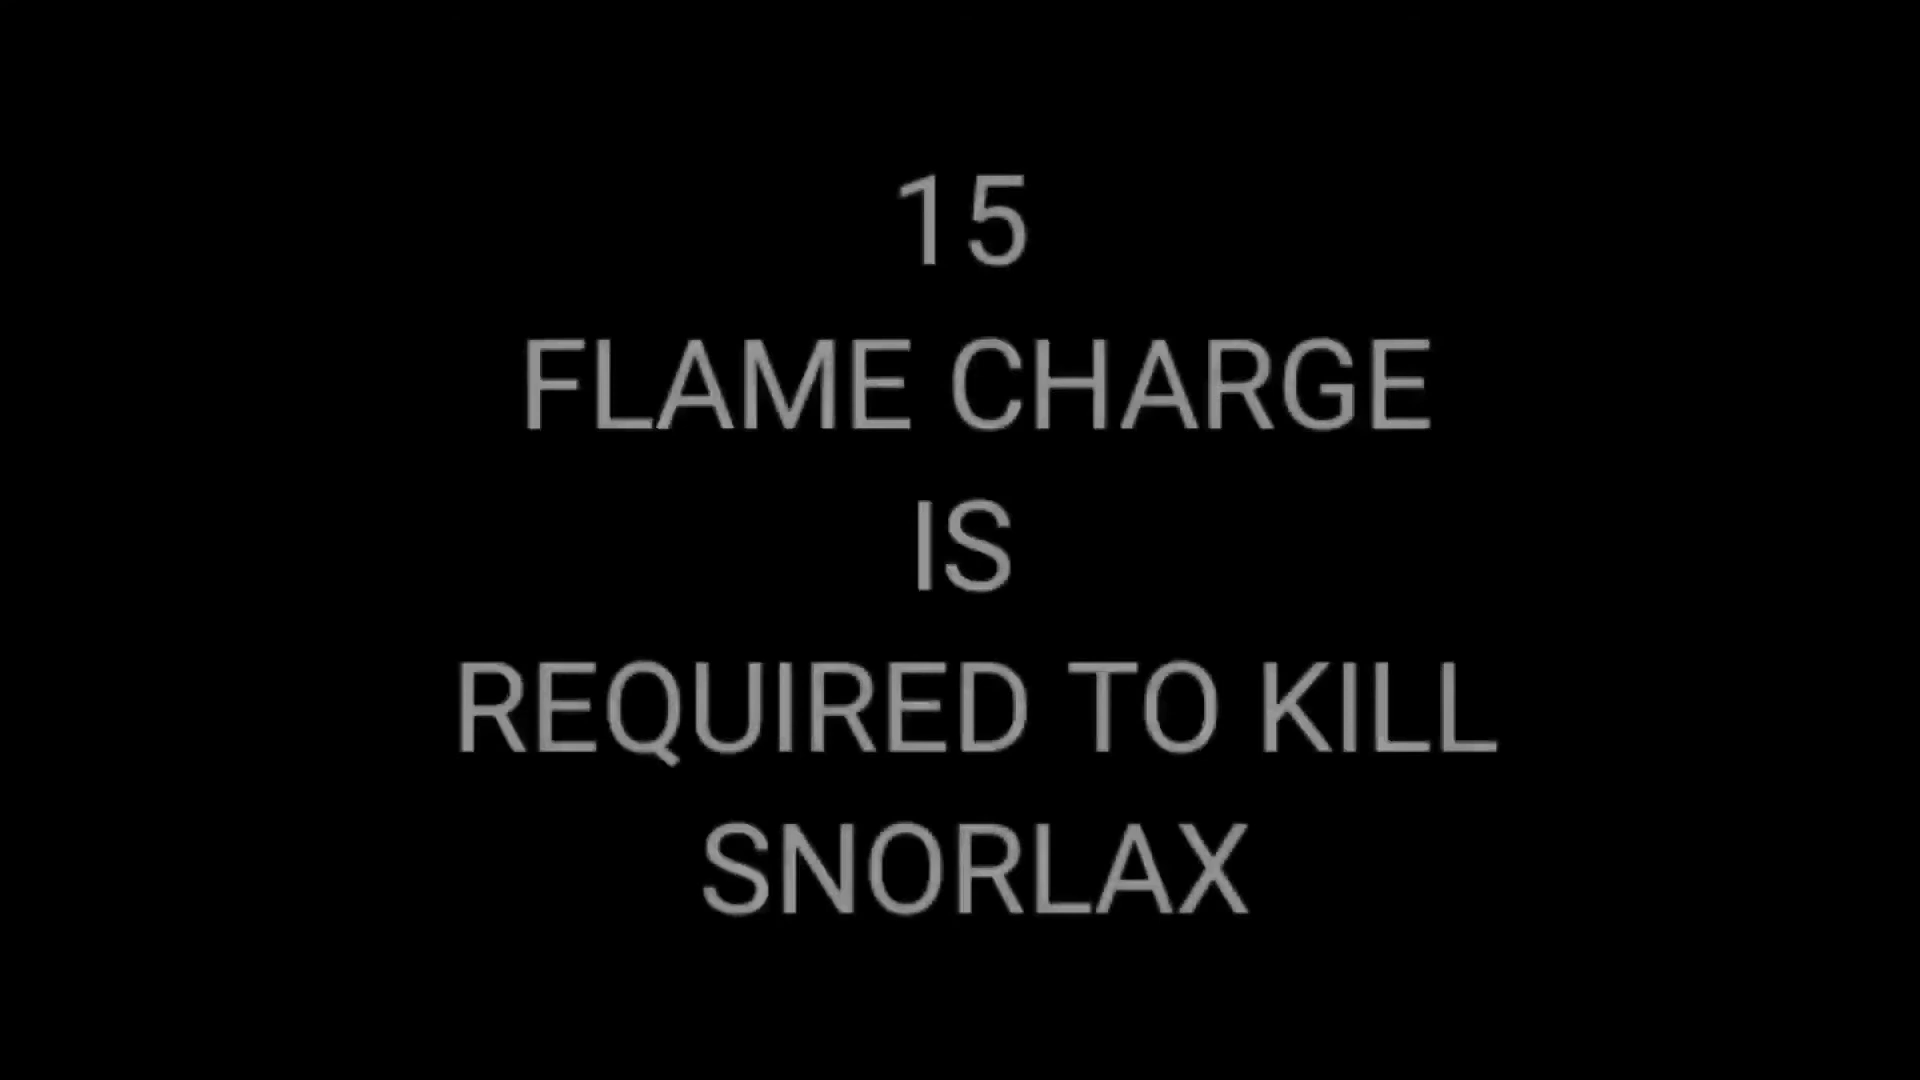 15
FLAME CHARGE
IS
REQUIRED TO KILL
SNORLAX